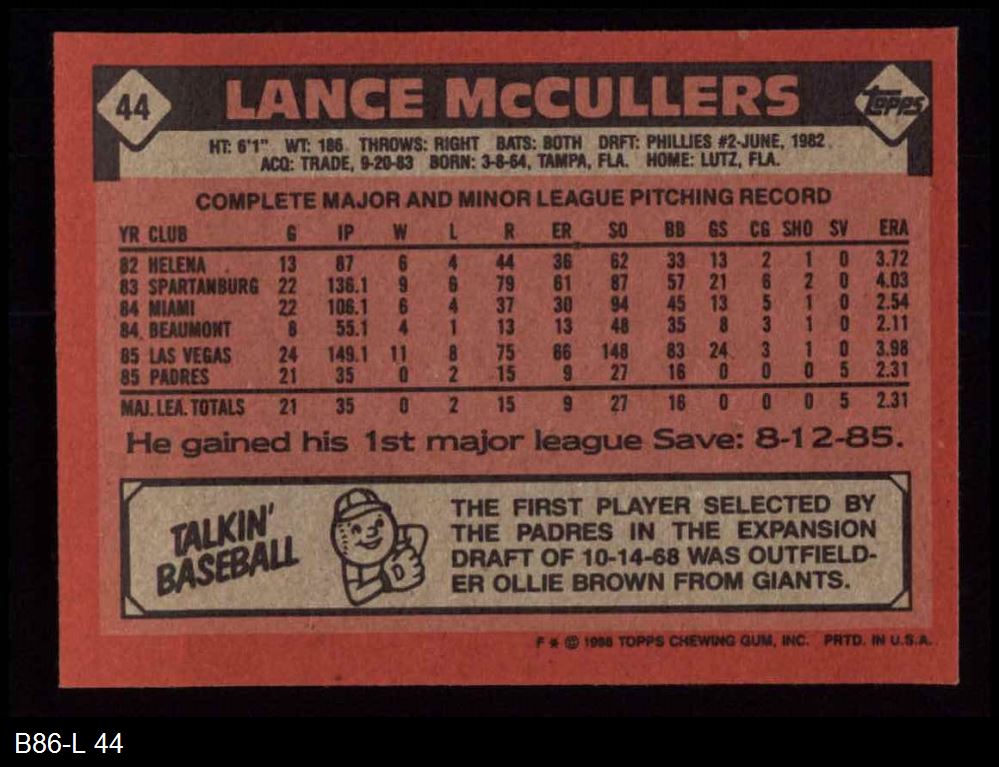 44 LANCE McCULLERS Topps
HT: 6'1" WT: 186 THROWS: RIGHT BATS: BOTH DRFT: PHILLIES #2-JUNE, 1982
ACQ: TRADE, 9-20-83 BORN: 3-8-64, TAMPA, FLA. HOME: LUTZ, FLA.
COMPLETE MAJOR AND MINOR LEAGUE PITCHING RECORD
YR CLUB G IP W L R ER SO BB GS CG SHO SV ERA
82 HELENA 13 87 6 4 44 36 62 33 13 2 1 0 3.72
83 SPARTANBURG 22 136.1 9 6 79 61 87 57 21 6 2 0 4.03
84 MIAMI 22 106.1 6 4 37 30 94 45 13 5 1 0 2.54
84 BEAUMONT 8 55.1 4 1 13 13 48 35 8 3 1 0 2.11
85 LAS VEGAS 24 149.1 11 8 75 66 148 83 24 3 1 0 3.98
85 PADRES 21 35 0 2 15 9 27 16 0 0 0 5 2.31
MAJ. LEA. TOTALS 21 35 0 2 15 9 27 16 0 0 0 5 2.31
He gained his 1st major league Save: 8-12-85.
TALKIN'
BASEBALL
THE FIRST PLAYER SELECTED BY
THE PADRES IN THE EXPANSION
DRAFT OF 10-14-68 WAS OUTFIELD-
ER OLLIE BROWN FROM GIANTS.
F * © 1986 TOPPS CHEWING GUM, INC. PRTD. IN U.S.A.
B86-L 44